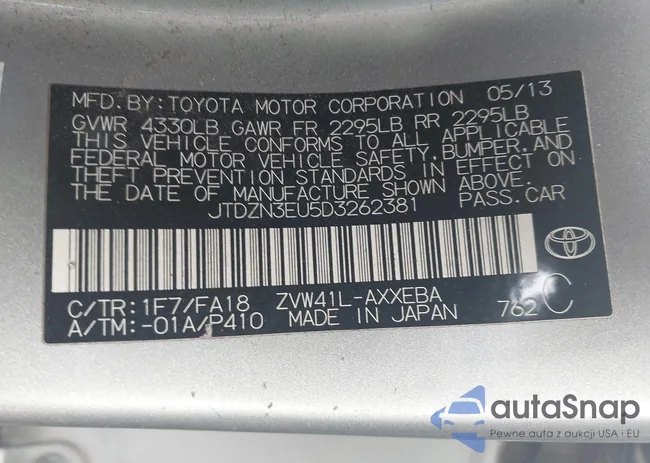 MFD.BY:TOYOTA MOTOR CORPORATION 05/13
GVWR 4330LB GAWR FR 2295LB RR 2295LB
THIS VEHICLE CONFORMS TO ALL APPLICABLE
FEDERAL MOTOR VEHICLE SAFETY,BUMPER,AND
THEFT PREVENTION STANDARDS IN EFFECT ON
THE DATE OF MANUFACTURE SHOWN ABOVE.
JTDZN3EU5D3262381 PASS.CAR
C/TR:1F7/FA18 ZVW41L-AXXEBA
A/TM:-01A/P410 MADE IN JAPAN 762 C
autaSnap
Pewne auta z aukcji USA i EU